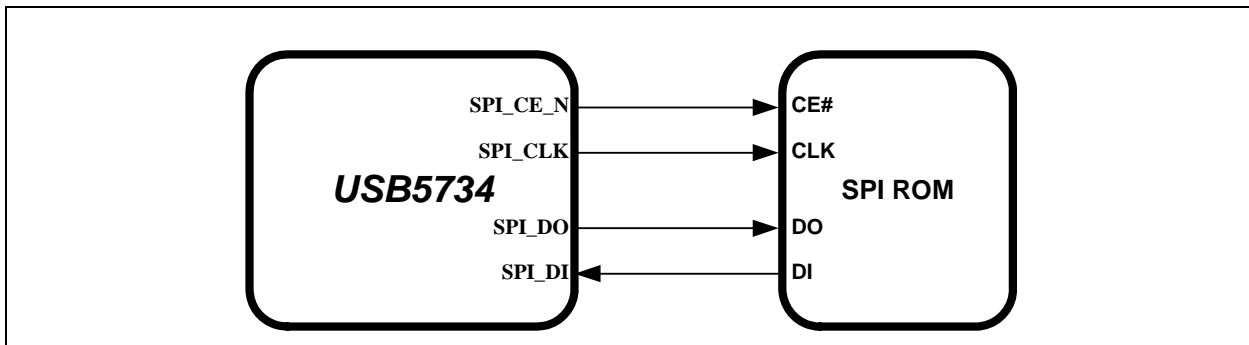 SPI_CE_N CE#
SPI_CLK CLK
USB5734 SPI ROM
SPI_DO DO
SPI_DI DI